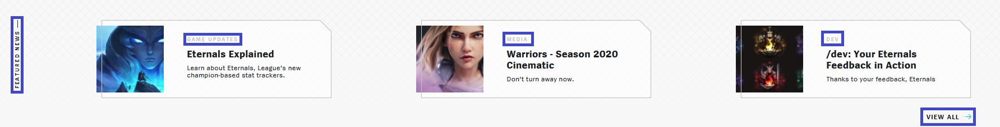 FEATURED NEWS
GAME UPDATES
Eternals Explained
Learn about Eternals, League's new
champion-based stat trackers.
MEDIA
Warriors - Season 2020
Cinematic
Don't turn away now.
DEV
/dev: Your Eternals
Feedback in Action
Thanks to your feedback, Eternals
VIEW ALL →